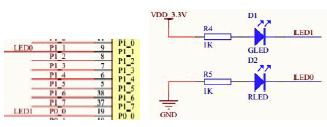 P1_0
LED0 P1_1 9 P1_1
P1_2 8 P1_2
P1_3 7 P1_3
P1_4 6 P1_4
P1_5 5 P1_5
P1_6 38 P1_6
P1_7 37 P1_7
LED1 P0_0 19 P0_0
VDD_3.3V
D1
R4
LED1
1K
GLED
D2
R5
LED0
1K
RLED
GND